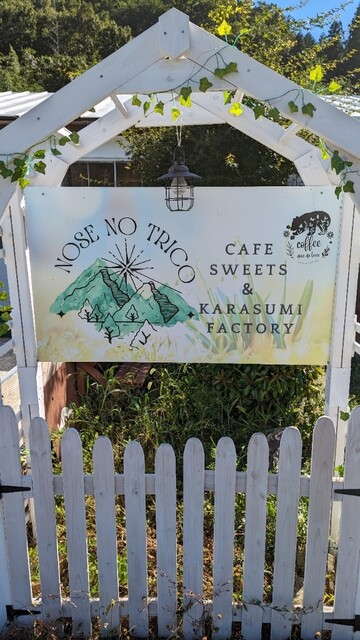 NOSE NO TRICO
CAFE
SWEETS
&
KARASUMI
FACTORY
coffee